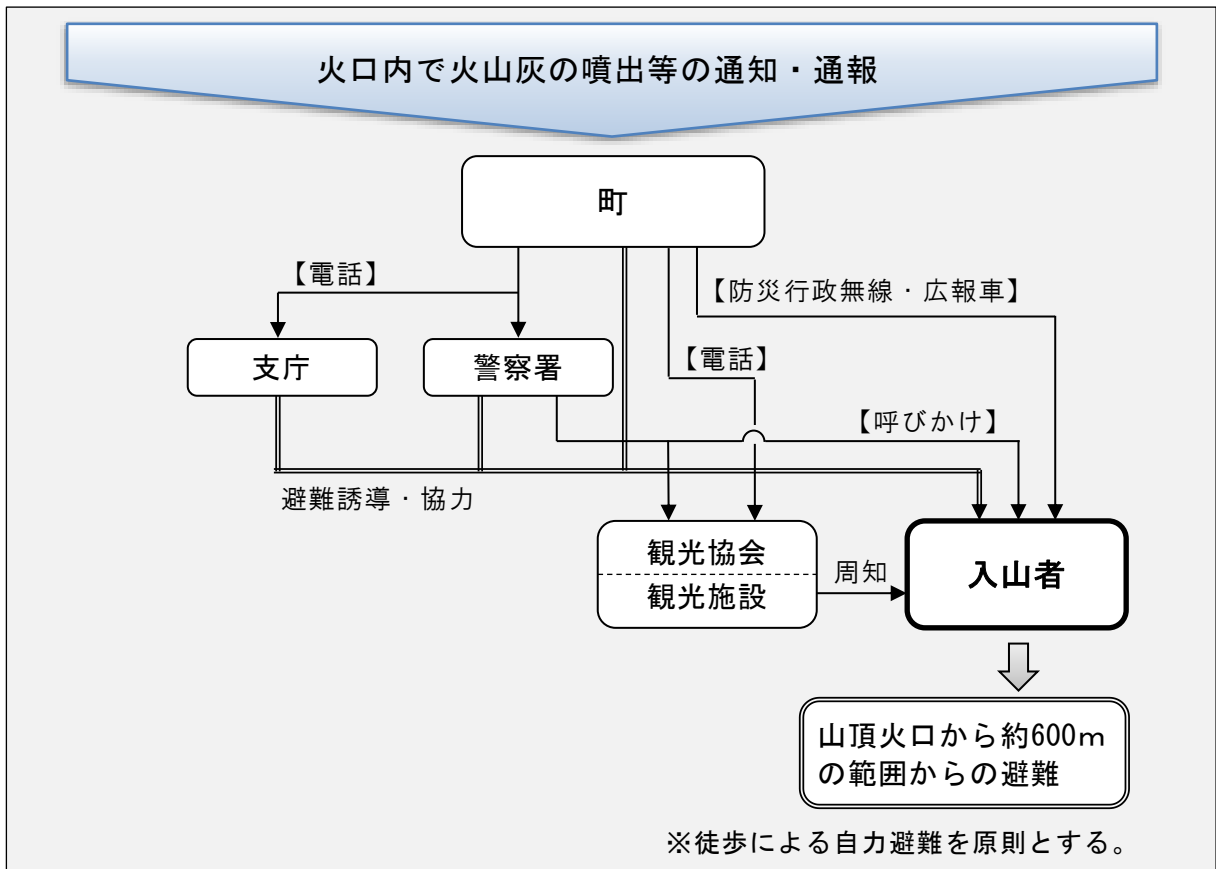 火口内で火山灰の噴出等の通知・通報
町
【電話】
【防災行政無線・広報車】
支庁
警察署
【電話】
【呼びかけ】
避難誘導・協力
観光協会
観光施設
周知
入山者
山頂火口から約600ｍ
の範囲からの避難
※徒歩による自力避難を原則とする。